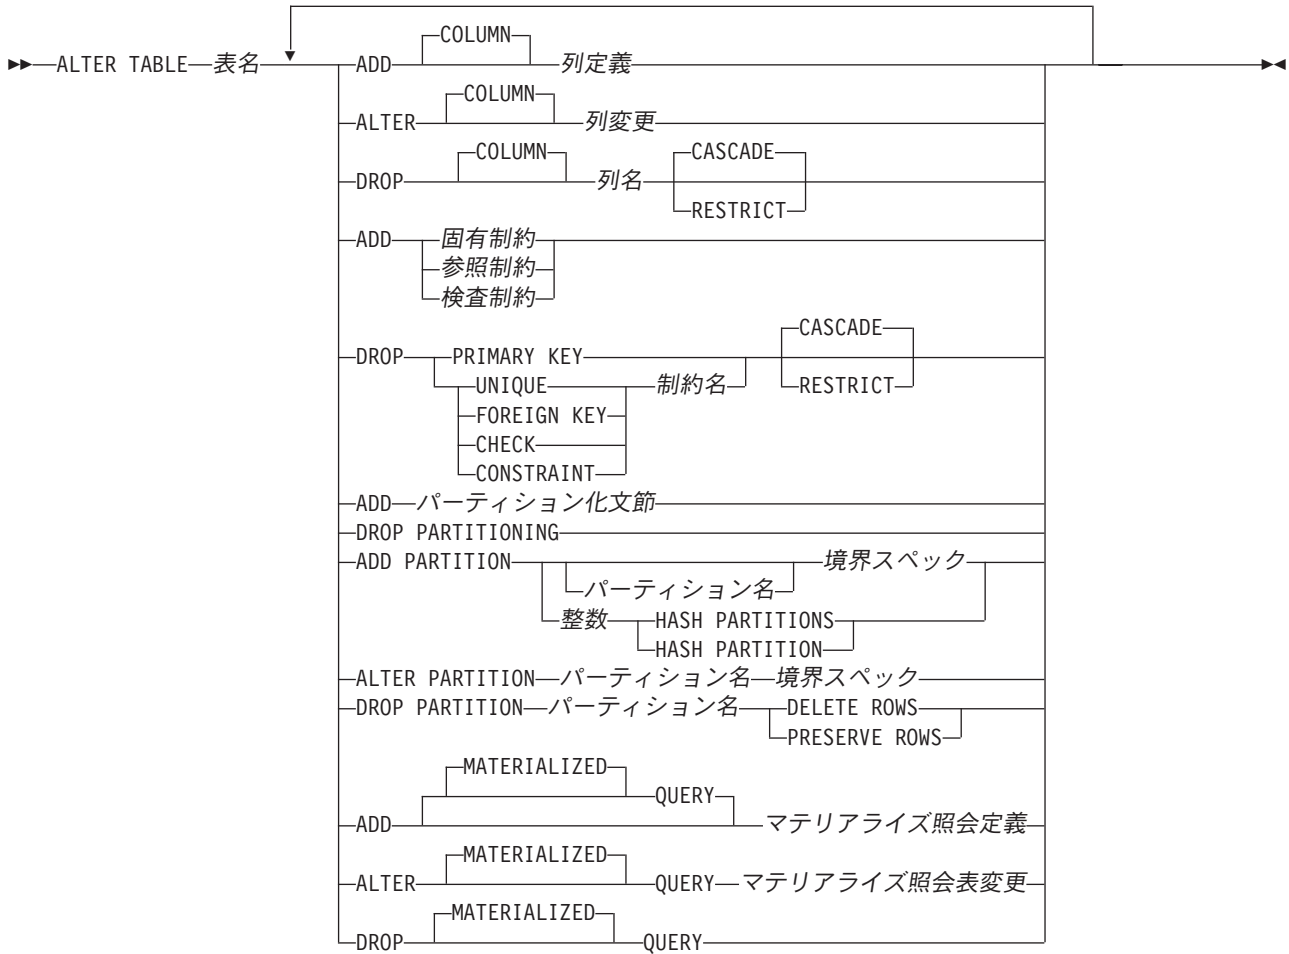 COLUMN
ALTER TABLE 表名 ADD 列定義
COLUMN
ALTER 列変更
COLUMN CASCADE
DROP 列名
RESTRICT
ADD 固有制約
参照制約
検査制約
CASCADE
DROP PRIMARY KEY
UNIQUE 制約名 RESTRICT
FOREIGN KEY
CHECK
CONSTRAINT
ADD パーティション化文節
DROP PARTITIONING
ADD PARTITION 境界スペック
パーティション名
整数 HASH PARTITIONS
HASH PARTITION
ALTER PARTITION パーティション名 境界スペック
DROP PARTITION パーティション名 DELETE ROWS
PRESERVE ROWS
MATERIALIZED
QUERY
ADD マテリアライズ照会定義
MATERIALIZED
ALTER QUERY マテリアライズ照会表変更
MATERIALIZED
DROP QUERY